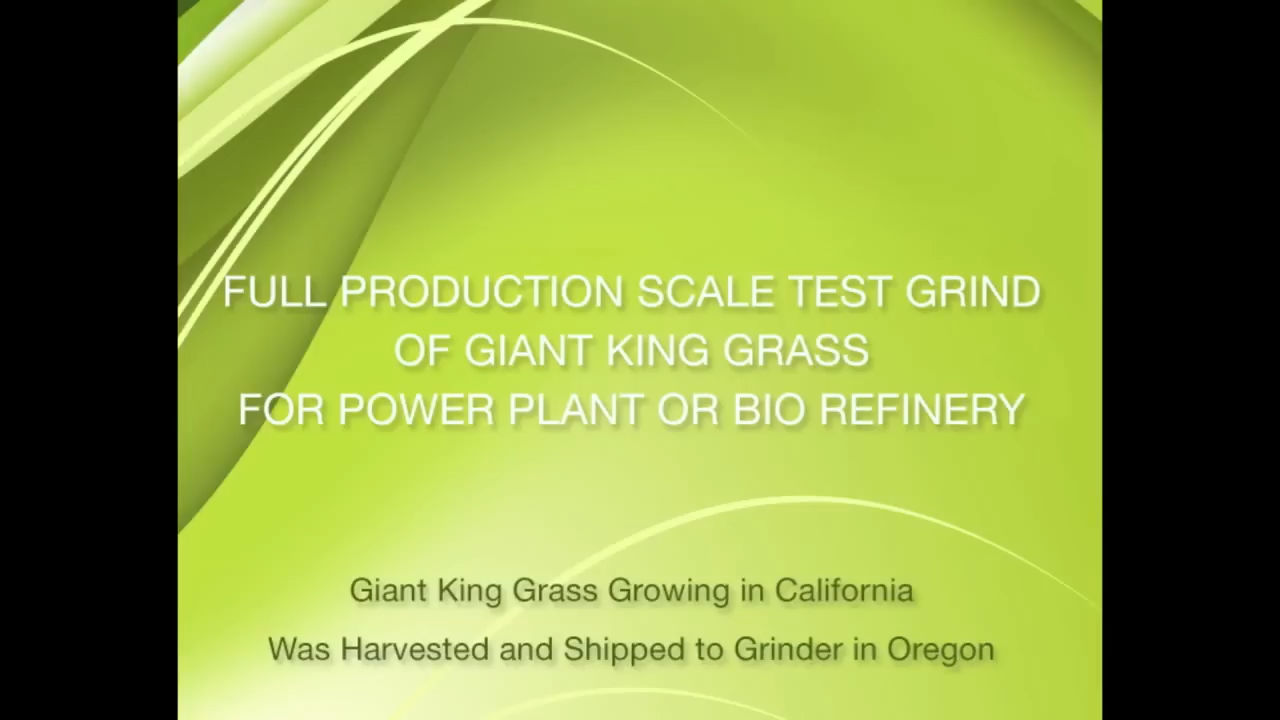 FULL PRODUCTION SCALE TEST GRIND
OF GIANT KING GRASS
FOR POWER PLANT OR BIO REFINERY
Giant King Grass Growing in California
Was Harvested and Shipped to Grinder in Oregon